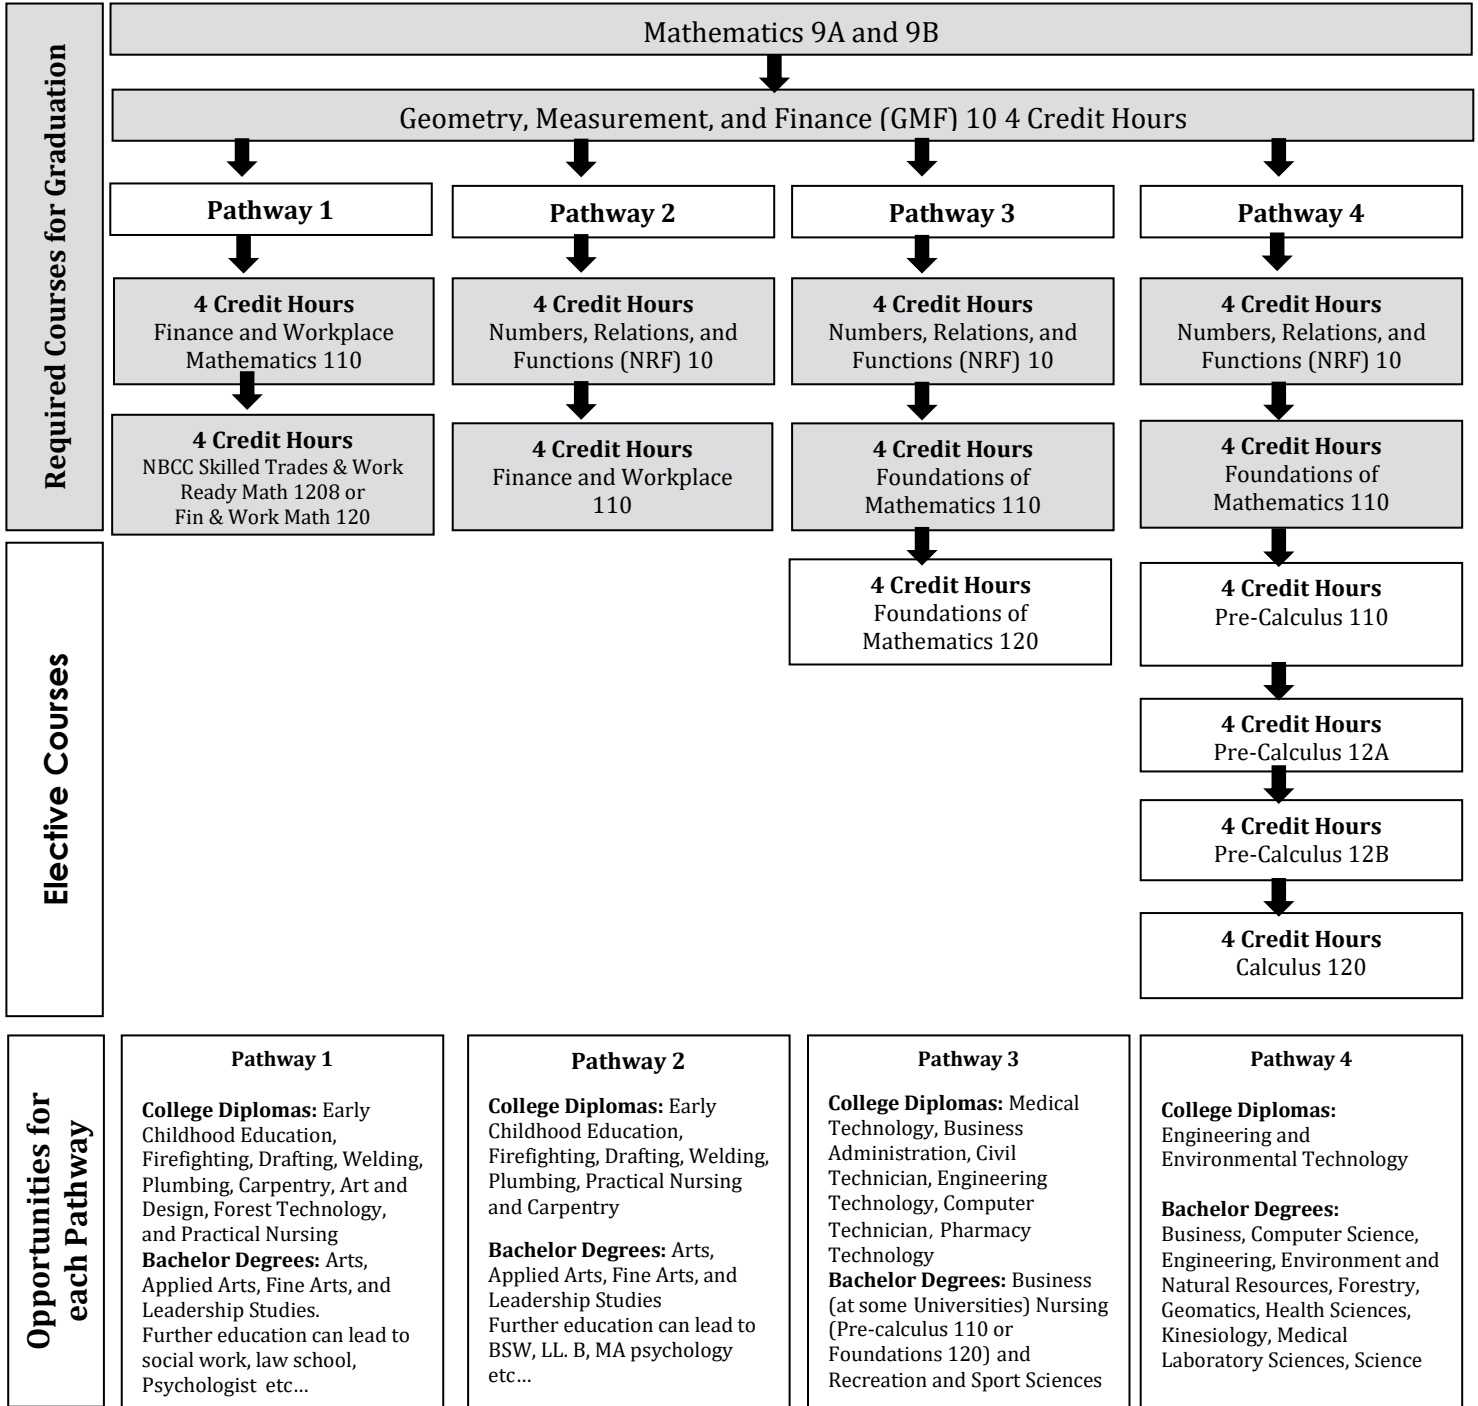 Required Courses for Graduation
Mathematics 9A and 9B
Geometry, Measurement, and Finance (GMF) 10 4 Credit Hours
Pathway 1
4 Credit Hours
Finance and Workplace
Mathematics 110
4 Credit Hours
NBCC Skilled Trades & Work
Ready Math 1208 or
Fin & Work Math 120
Pathway 2
4 Credit Hours
Numbers, Relations, and
Functions (NRF) 10
4 Credit Hours
Finance and Workplace
110
Pathway 3
4 Credit Hours
Numbers, Relations, and
Functions (NRF) 10
4 Credit Hours
Foundations of
Mathematics 110
Pathway 4
4 Credit Hours
Numbers, Relations, and
Functions (NRF) 10
4 Credit Hours
Foundations of
Mathematics 110
Elective Courses
4 Credit Hours
Foundations of
Mathematics 120
4 Credit Hours
Pre-Calculus 110
4 Credit Hours
Pre-Calculus 12A
4 Credit Hours
Pre-Calculus 12B
4 Credit Hours
Calculus 120
Opportunities for
each Pathway
Pathway 1
College Diplomas: Early
Childhood Education,
Firefighting, Drafting, Welding,
Plumbing, Carpentry, Art and
Design, Forest Technology,
and Practical Nursing
Bachelor Degrees: Arts,
Applied Arts, Fine Arts, and
Leadership Studies.
Further education can lead to
social work, law school,
Psychologist etc…
Pathway 2
College Diplomas: Early
Childhood Education,
Firefighting, Drafting, Welding,
Plumbing, Practical Nursing
and Carpentry
Bachelor Degrees: Arts,
Applied Arts, Fine Arts, and
Leadership Studies
Further education can lead to
BSW, LL. B, MA psychology
etc…
Pathway 3
College Diplomas: Medical
Technology, Business
Administration, Civil
Technician, Engineering
Technology, Computer
Technician, Pharmacy
Technology
Bachelor Degrees: Business
(at some Universities) Nursing
(Pre-calculus 110 or
Foundations 120) and
Recreation and Sport Sciences
Pathway 4
College Diplomas:
Engineering and
Environmental Technology
Bachelor Degrees:
Business, Computer Science,
Engineering, Environment and
Natural Resources, Forestry,
Geomatics, Health Sciences,
Kinesiology, Medical
Laboratory Sciences, Science